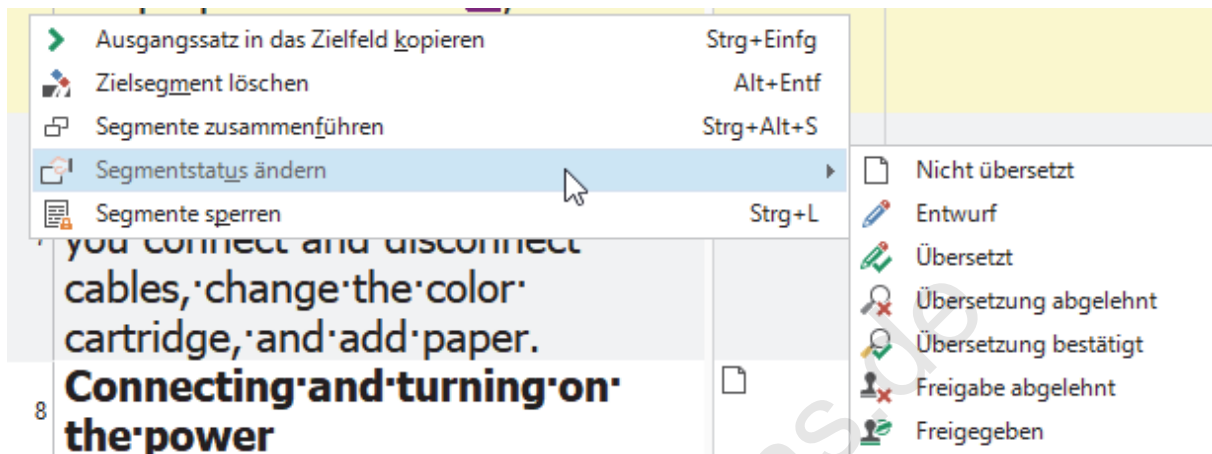 Ausgangssatz in das Zielfeld kopieren Strg+Einfg
Zielsegment löschen Alt+Entf
Segmente zusammenführen Strg+Alt+S
Segmentstatus ändern
Segmente sperren Strg+L
Nicht übersetzt
Entwurf
Übersetzt
Übersetzung abgelehnt
Übersetzung bestätigt
Freigabe abgelehnt
Freigegeben
7 you connect and disconnect
cables,·change·the·color·
cartridge,·and·add·paper.
8 Connecting·and·turning·on·
the·power